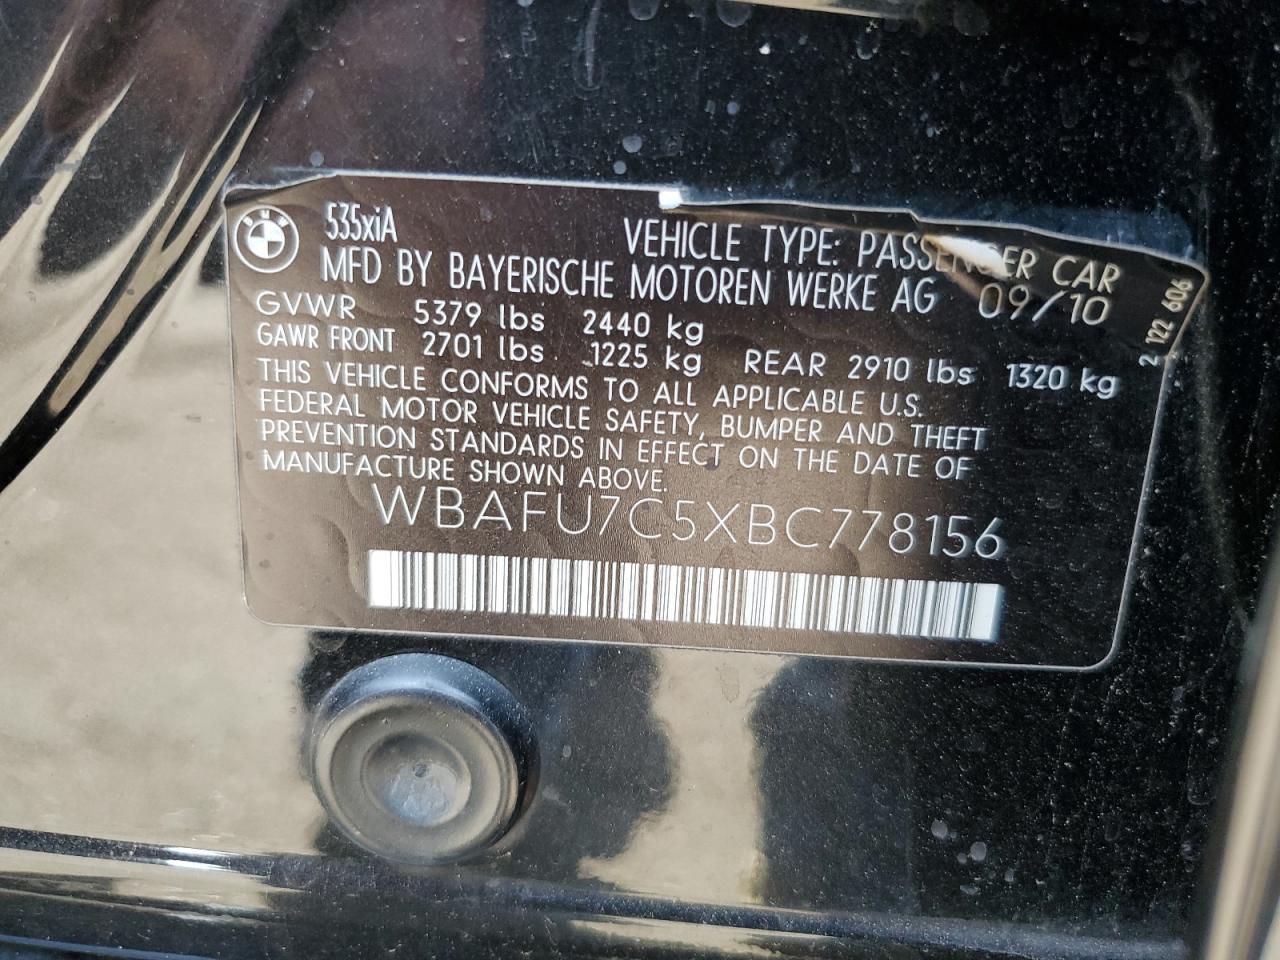 BMW
535xiA VEHICLE TYPE: PASSENGER CAR
MFD BY BAYERISCHE MOTOREN WERKE AG 09/10
GVWR 5379 lbs 2440 kg
GAWR FRONT 2701 lbs 1225 kg REAR 2910 lbs 1320 kg
THIS VEHICLE CONFORMS TO ALL APPLICABLE U.S.
FEDERAL MOTOR VEHICLE SAFETY, BUMPER AND THEFT
PREVENTION STANDARDS IN EFFECT ON THE DATE OF
MANUFACTURE SHOWN ABOVE.
WBAFU7C5XBC778156
2 122 606